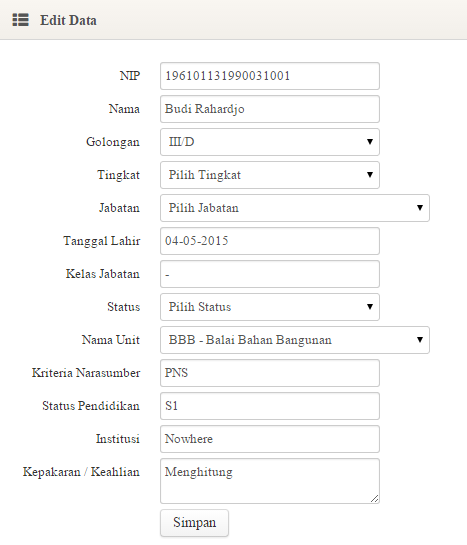 Edit Data
NIP 196101131990031001
Nama Budi Rahardjo
Golongan III/D
Tingkat Pilih Tingkat
Jabatan Pilih Jabatan
Tanggal Lahir 04-05-2015
Kelas Jabatan -
Status Pilih Status
Nama Unit BBB - Balai Bahan Bangunan
Kriteria Narasumber PNS
Status Pendidikan S1
Institusi Nowhere
Kepakaran / Keahlian Menghitung
Simpan